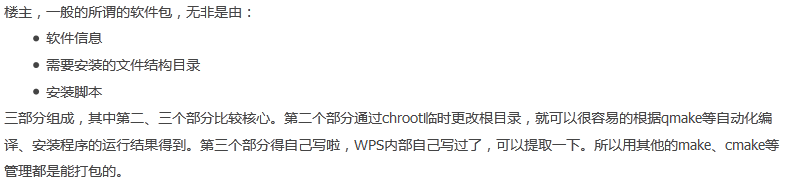 楼主，一般的所谓的软件包，无非是由：
软件信息
需要安装的文件结构目录
安装脚本
三部分组成，其中第二、三个部分比较核心。第二个部分通过chroot临时更改根目录，就可以很容易的根据qmake等自动化编
译、安装程序的运行结果得到。第三个部分得自己写啦，WPS内部自己写过了，可以提取一下。所以用其他的make、cmake等
管理都是能打包的。